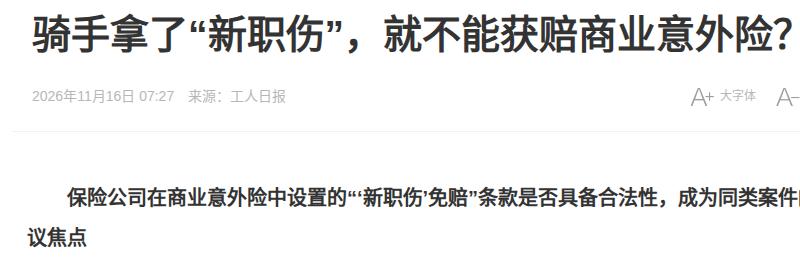 骑手拿了“新职伤”，就不能获赔商业意外险？
2026年11月16日 07:27 来源：工人日报
A+ 大字体 A-
保险公司在商业意外险中设置的“‘新职伤’免赔”条款是否具备合法性，成为同类案件
议焦点